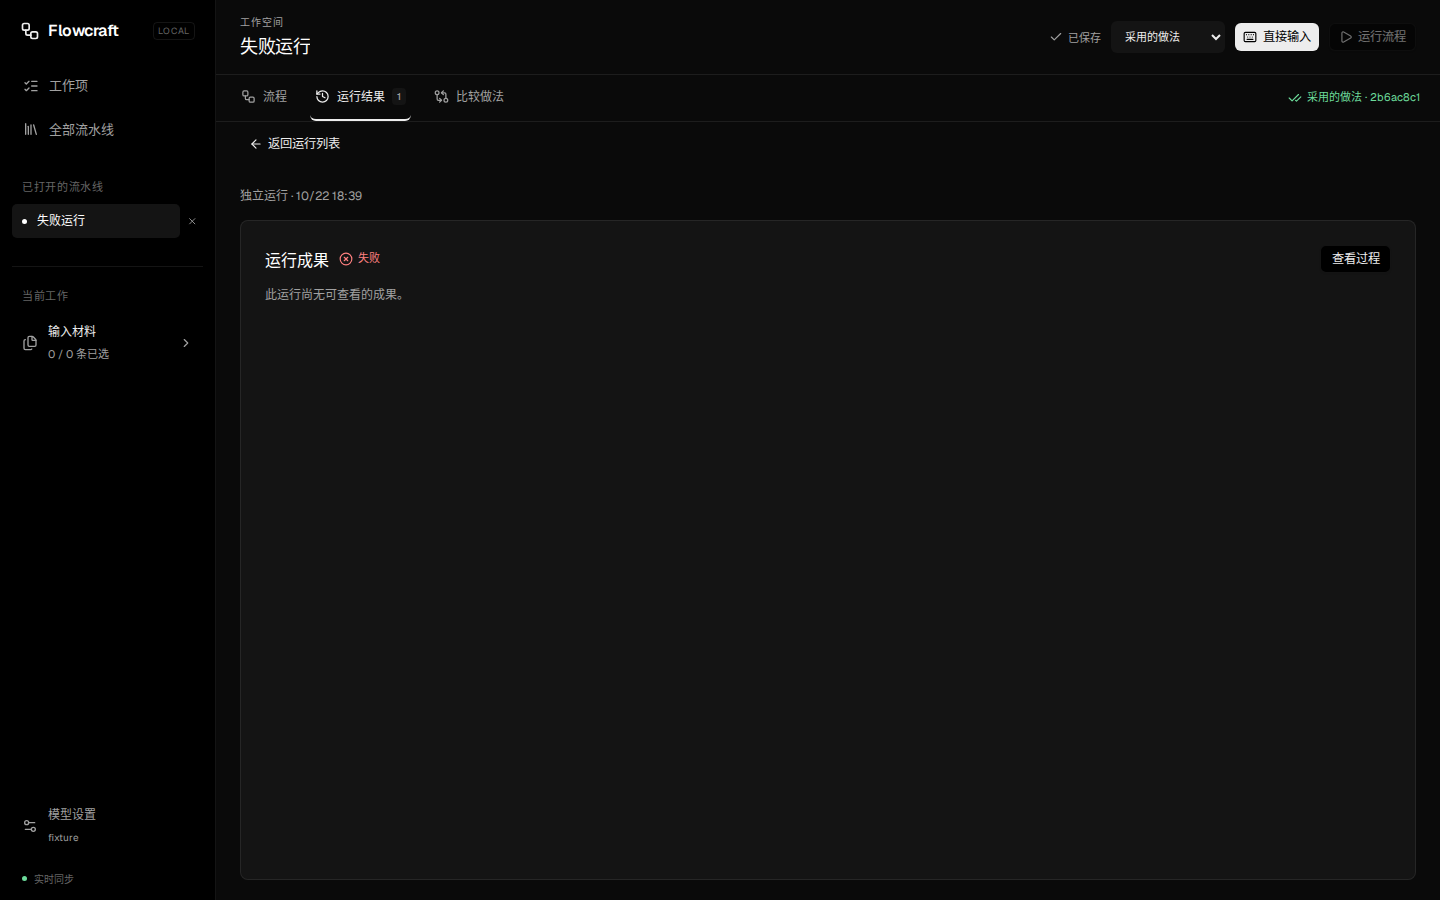 Flowcraft
LOCAL
工作项
全部流水线
已打开的流水线
失败运行
当前工作
输入材料
0 / 0 条已选
模型设置
fixture
实时同步
工作空间
失败运行
已保存
采用的做法
直接输入
运行流程
流程
运行结果 1
比较做法
采用的做法 · 2b6ac8c1
返回运行列表
独立运行 · 10/22 18:39
运行成果
失败
查看过程
此运行尚无可查看的成果。